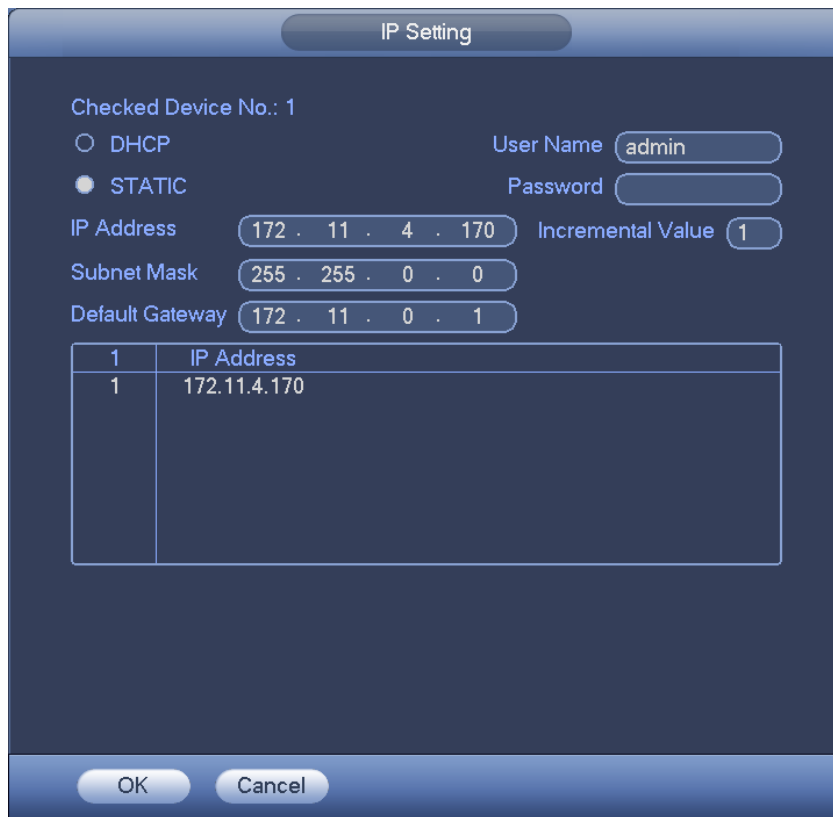 IP Setting
Checked Device No.: 1
DHCP
User Name admin
STATIC
Password
IP Address 172 . 11 . 4 . 170 Incremental Value 1
Subnet Mask 255 . 255 . 0 . 0
Default Gateway 172 . 11 . 0 . 1
1 IP Address
1 172.11.4.170
OK Cancel